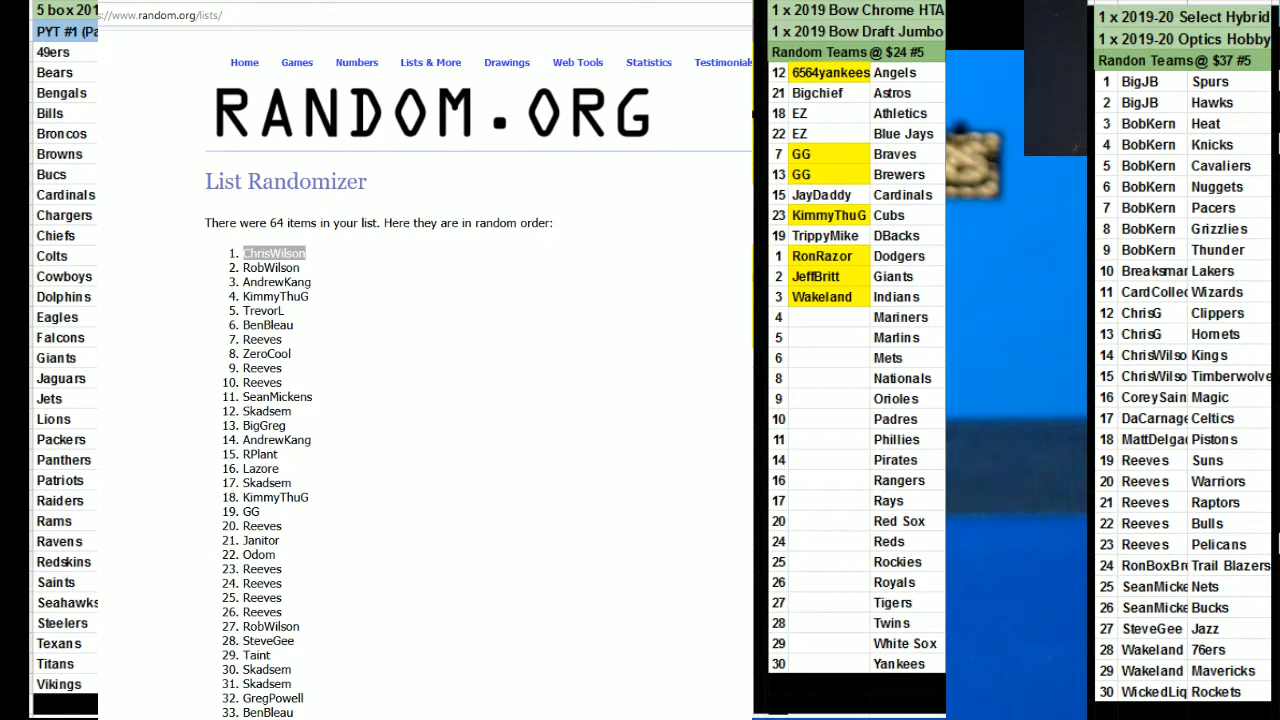 5 box 201
PYT #1 (Pa
49ers
Bears
Bengals
Bills
Broncos
Browns
Bucs
Cardinals
Chargers
Chiefs
Colts
Cowboys
Dolphins
Eagles
Falcons
Giants
Jaguars
Jets
Lions
Packers
Panthers
Patriots
Raiders
Rams
Ravens
Redskins
Saints
Seahawks
Steelers
Texans
Titans
Vikings
s://www.random.org/lists/
Home Games Numbers Lists & More Drawings Web Tools Statistics Testimonials
RANDOM.ORG
List Randomizer
There were 64 items in your list. Here they are in random order:
1. ChrisWilson
2. RobWilson
3. AndrewKang
4. KimmyThuG
5. TrevorL
6. BenBleau
7. Reeves
8. ZeroCool
9. Reeves
10. Reeves
11. SeanMickens
12. Skadsem
13. BigGreg
14. AndrewKang
15. RPlant
16. Lazore
17. Skadsem
18. KimmyThuG
19. GG
20. Reeves
21. Janitor
22. Odom
23. Reeves
24. Reeves
25. Reeves
26. Reeves
27. RobWilson
28. SteveGee
29. Taint
30. Skadsem
31. Skadsem
32. GregPowell
33. BenBleau
1 x 2019 Bow Chrome HTA
1 x 2019 Bow Draft Jumbo
Random Teams @ $24 #5
12 6564yankees Angels
21 Bigchief Astros
18 EZ Athletics
22 EZ Blue Jays
7 GG Braves
13 GG Brewers
15 JayDaddy Cardinals
23 KimmyThuG Cubs
19 TrippyMike DBacks
1 RonRazor Dodgers
2 JeffBritt Giants
3 Wakeland Indians
4 Mariners
5 Marlins
6 Mets
8 Nationals
9 Orioles
10 Padres
11 Phillies
14 Pirates
16 Rangers
17 Rays
20 Red Sox
24 Reds
25 Rockies
26 Royals
27 Tigers
28 Twins
29 White Sox
30 Yankees
1 x 2019-20 Select Hybrid
1 x 2019-20 Optics Hobby
Randon Teams@ $37 #5
1 BigJB Spurs
2 BigJB Hawks
3 BobKern Heat
4 BobKern Knicks
5 BobKern Cavaliers
6 BobKern Nuggets
7 BobKern Pacers
8 BobKern Grizzlies
9 BobKern Thunder
10 Breaksmar Lakers
11 CardCollec Wizards
12 ChrisG Clippers
13 ChrisG Hornets
14 ChrisWilso Kings
15 ChrisWilso Timberwolve
16 CoreySain Magic
17 DaCarnage Celtics
18 MattDelgad Pistons
19 Reeves Suns
20 Reeves Warriors
21 Reeves Raptors
22 Reeves Bulls
23 Reeves Pelicans
24 RonBoxBre Trail Blazers
25 SeanMicke Nets
26 SeanMicke Bucks
27 SteveGee Jazz
28 Wakeland 76ers
29 Wakeland Mavericks
30 WickedLiq Rockets